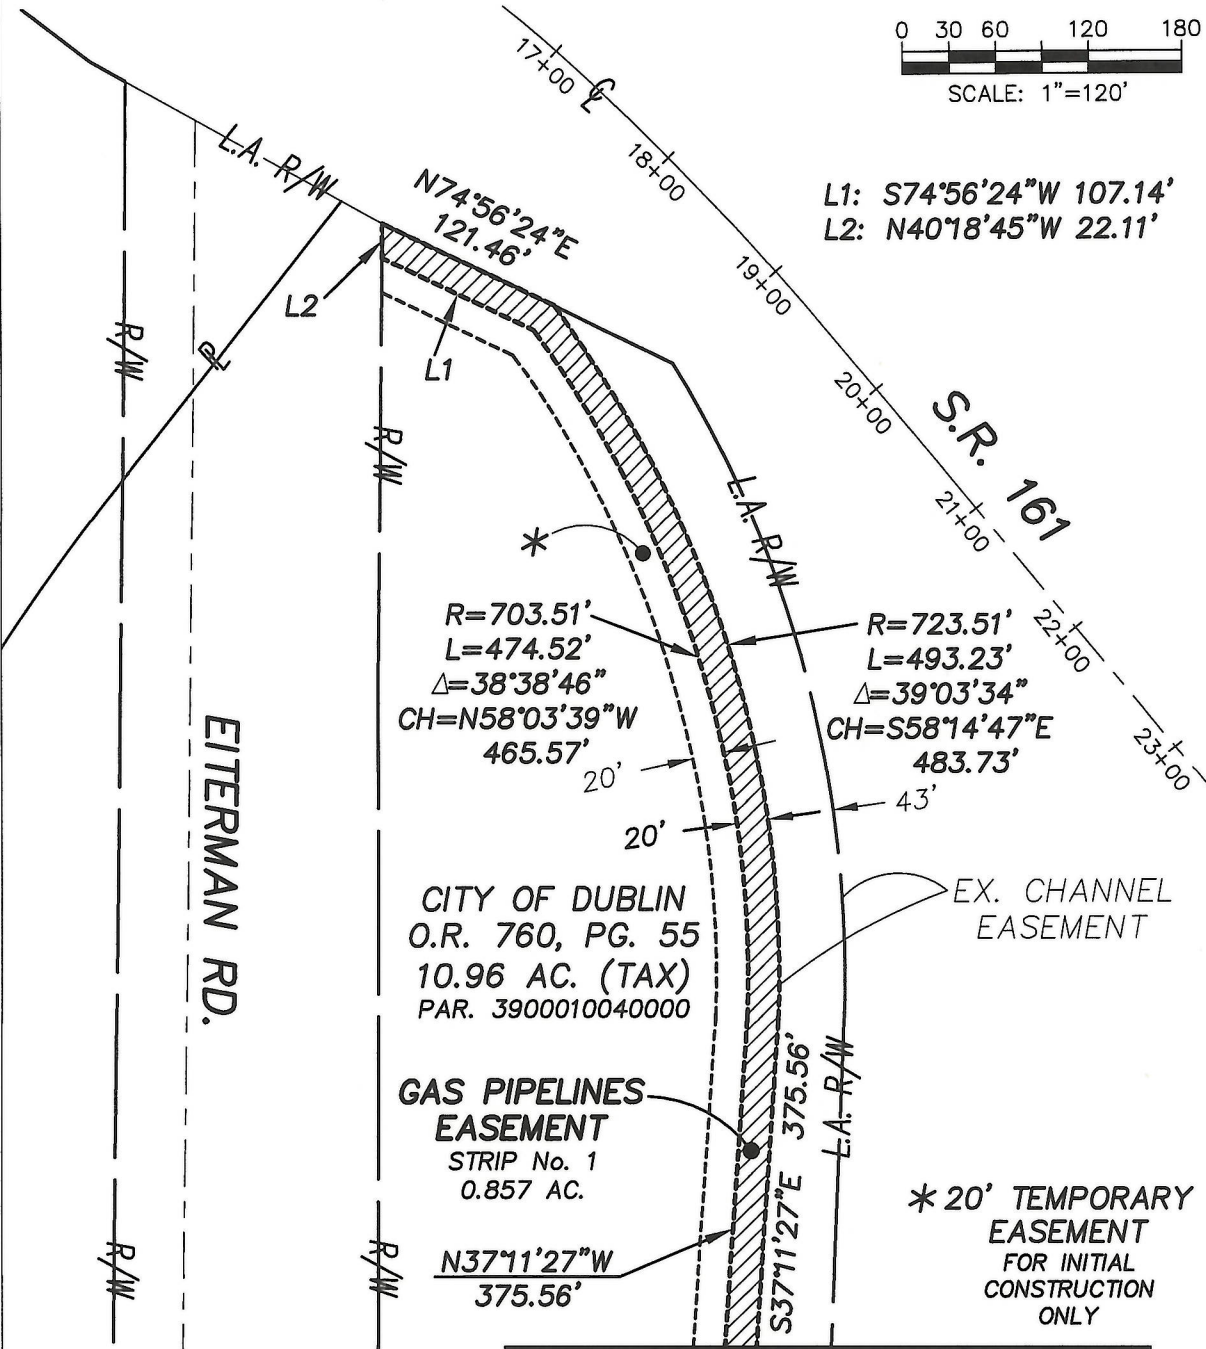 0 30 60 120 180
SCALE: 1"=120'
17+00
℄
18+00
19+00
20+00
21+00
22+00
23+00
S.R. 161
L1: S74°56'24"W 107.14'
L2: N40°18'45"W 22.11'
L.A. R/W
N74°56'24"E
121.46'
L2
L1
R/W
R/W
L.A. R/W
*
R=703.51'
L=474.52'
Δ=38°38'46"
CH=N58°03'39"W
465.57'
R=723.51'
L=493.23'
Δ=39°03'34"
CH=S58°14'47"E
483.73'
20'
20'
43'
EITERMAN RD.
CITY OF DUBLIN
O.R. 760, PG. 55
10.96 AC. (TAX)
PAR. 3900010040000
EX. CHANNEL
EASEMENT
GAS PIPELINES
EASEMENT
STRIP No. 1
0.857 AC.
N37°11'27"W
375.56'
S37°11'27"E 375.56'
L.A. R/W
R/W
R/W
* 20' TEMPORARY
EASEMENT
FOR INITIAL
CONSTRUCTION
ONLY